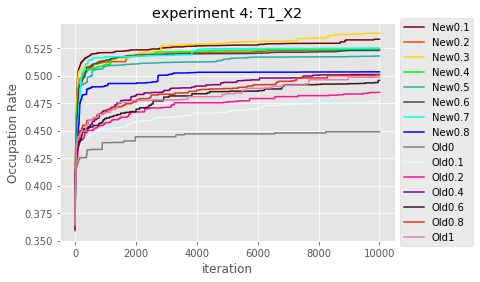 experiment 4: T1_X2
Occupation Rate
0.525
0.500
0.475
0.450
0.425
0.400
0.375
0.350
0
2000
4000
6000
8000
10000
iteration
New0.1
New0.2
New0.3
New0.4
New0.5
New0.6
New0.7
New0.8
Old0
Old0.1
Old0.2
Old0.4
Old0.6
Old0.8
Old1